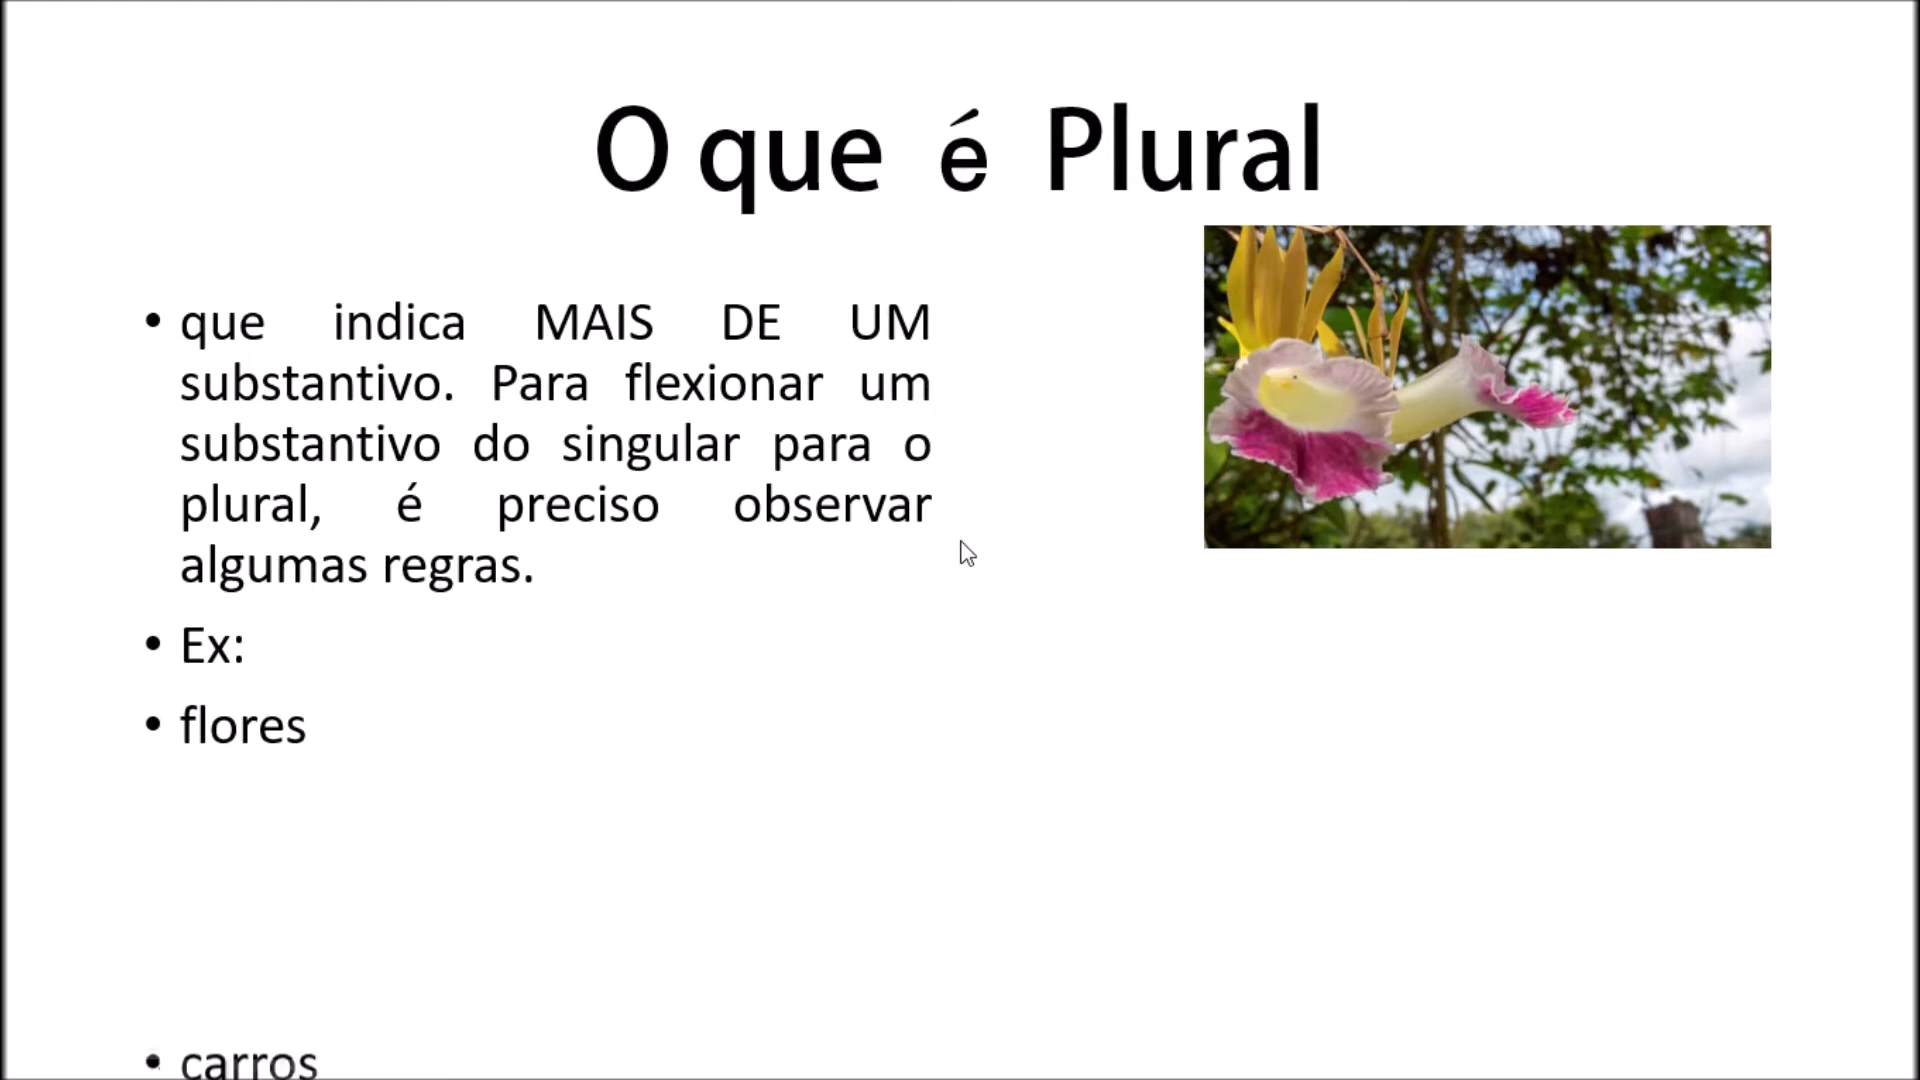 O que é Plural
• que indica MAIS DE UM
substantivo. Para flexionar um
substantivo do singular para o
plural, é preciso observar
algumas regras.
• Ex:
• flores
• carros